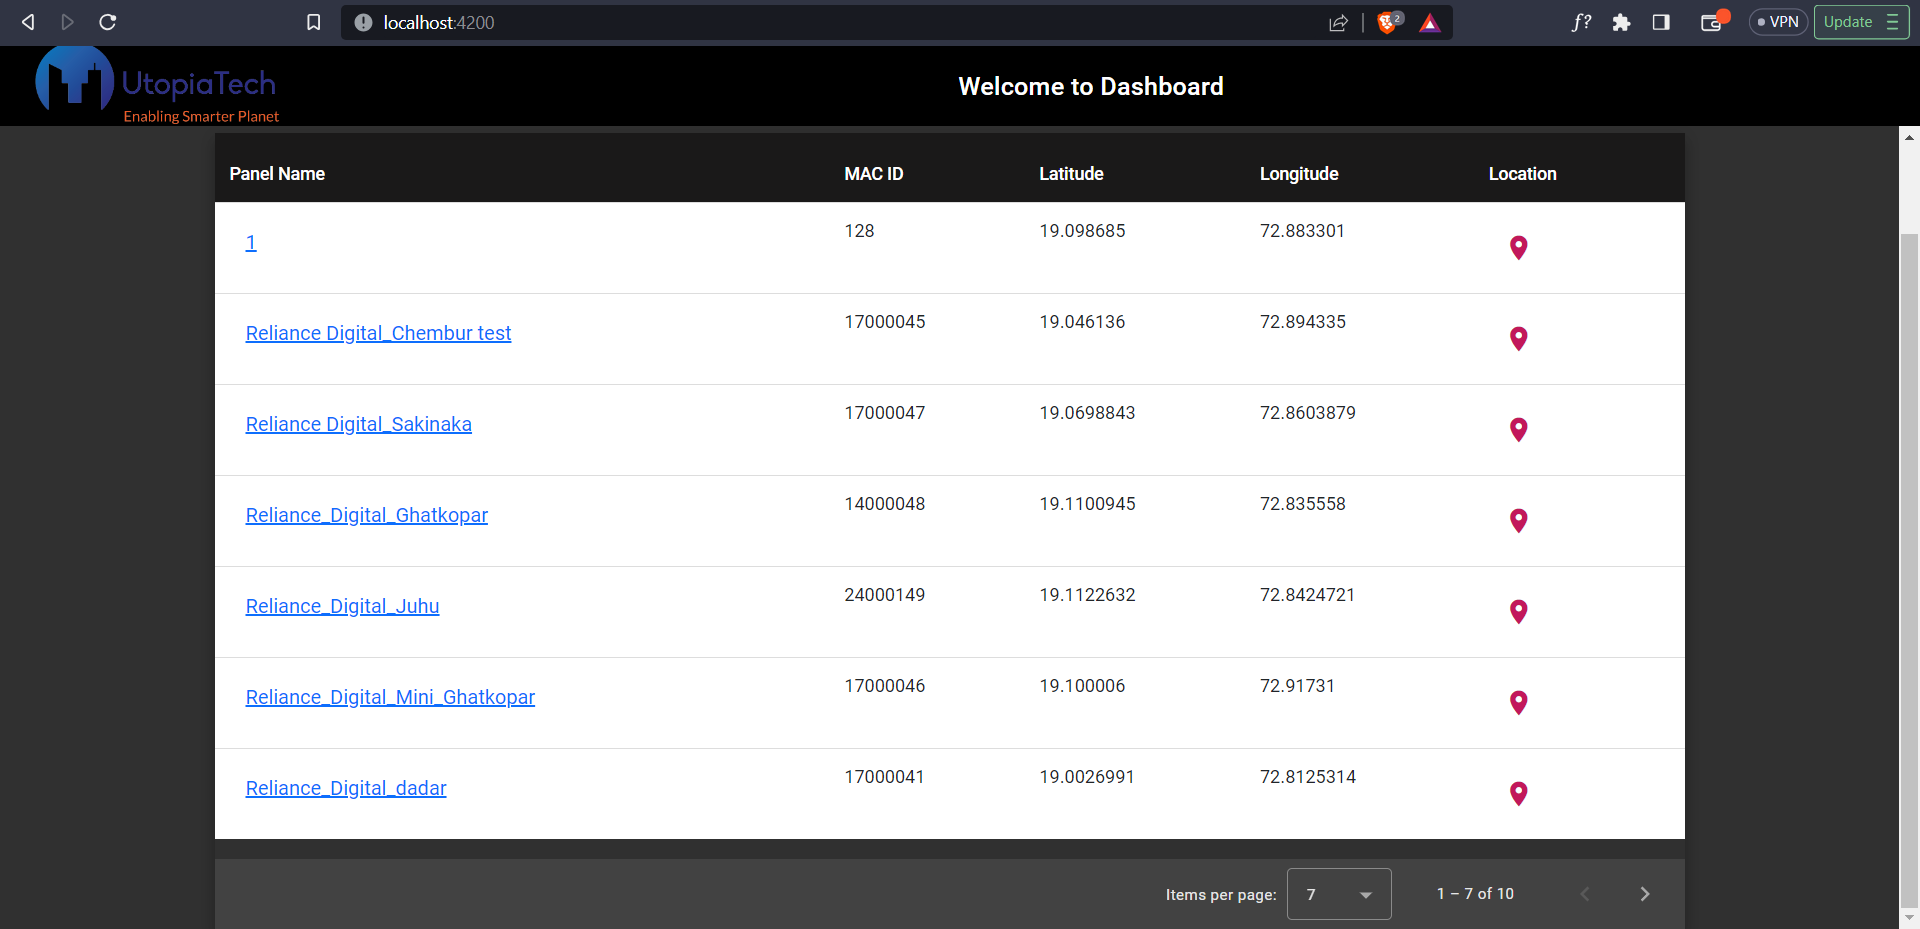 localhost:4200
2
f?
VPN
Update
UtopiaTech
Enabling Smarter Planet
Welcome to Dashboard
Panel Name MAC ID Latitude Longitude Location
1 128 19.098685 72.883301
Reliance Digital_Chembur test 17000045 19.046136 72.894335
Reliance Digital_Sakinaka 17000047 19.0698843 72.8603879
Reliance_Digital_Ghatkopar 14000048 19.1100945 72.835558
Reliance_Digital_Juhu 24000149 19.1122632 72.8424721
Reliance_Digital_Mini_Ghatkopar 17000046 19.100006 72.91731
Reliance_Digital_dadar 17000041 19.0026991 72.8125314
Items per page: 7 1 – 7 of 10